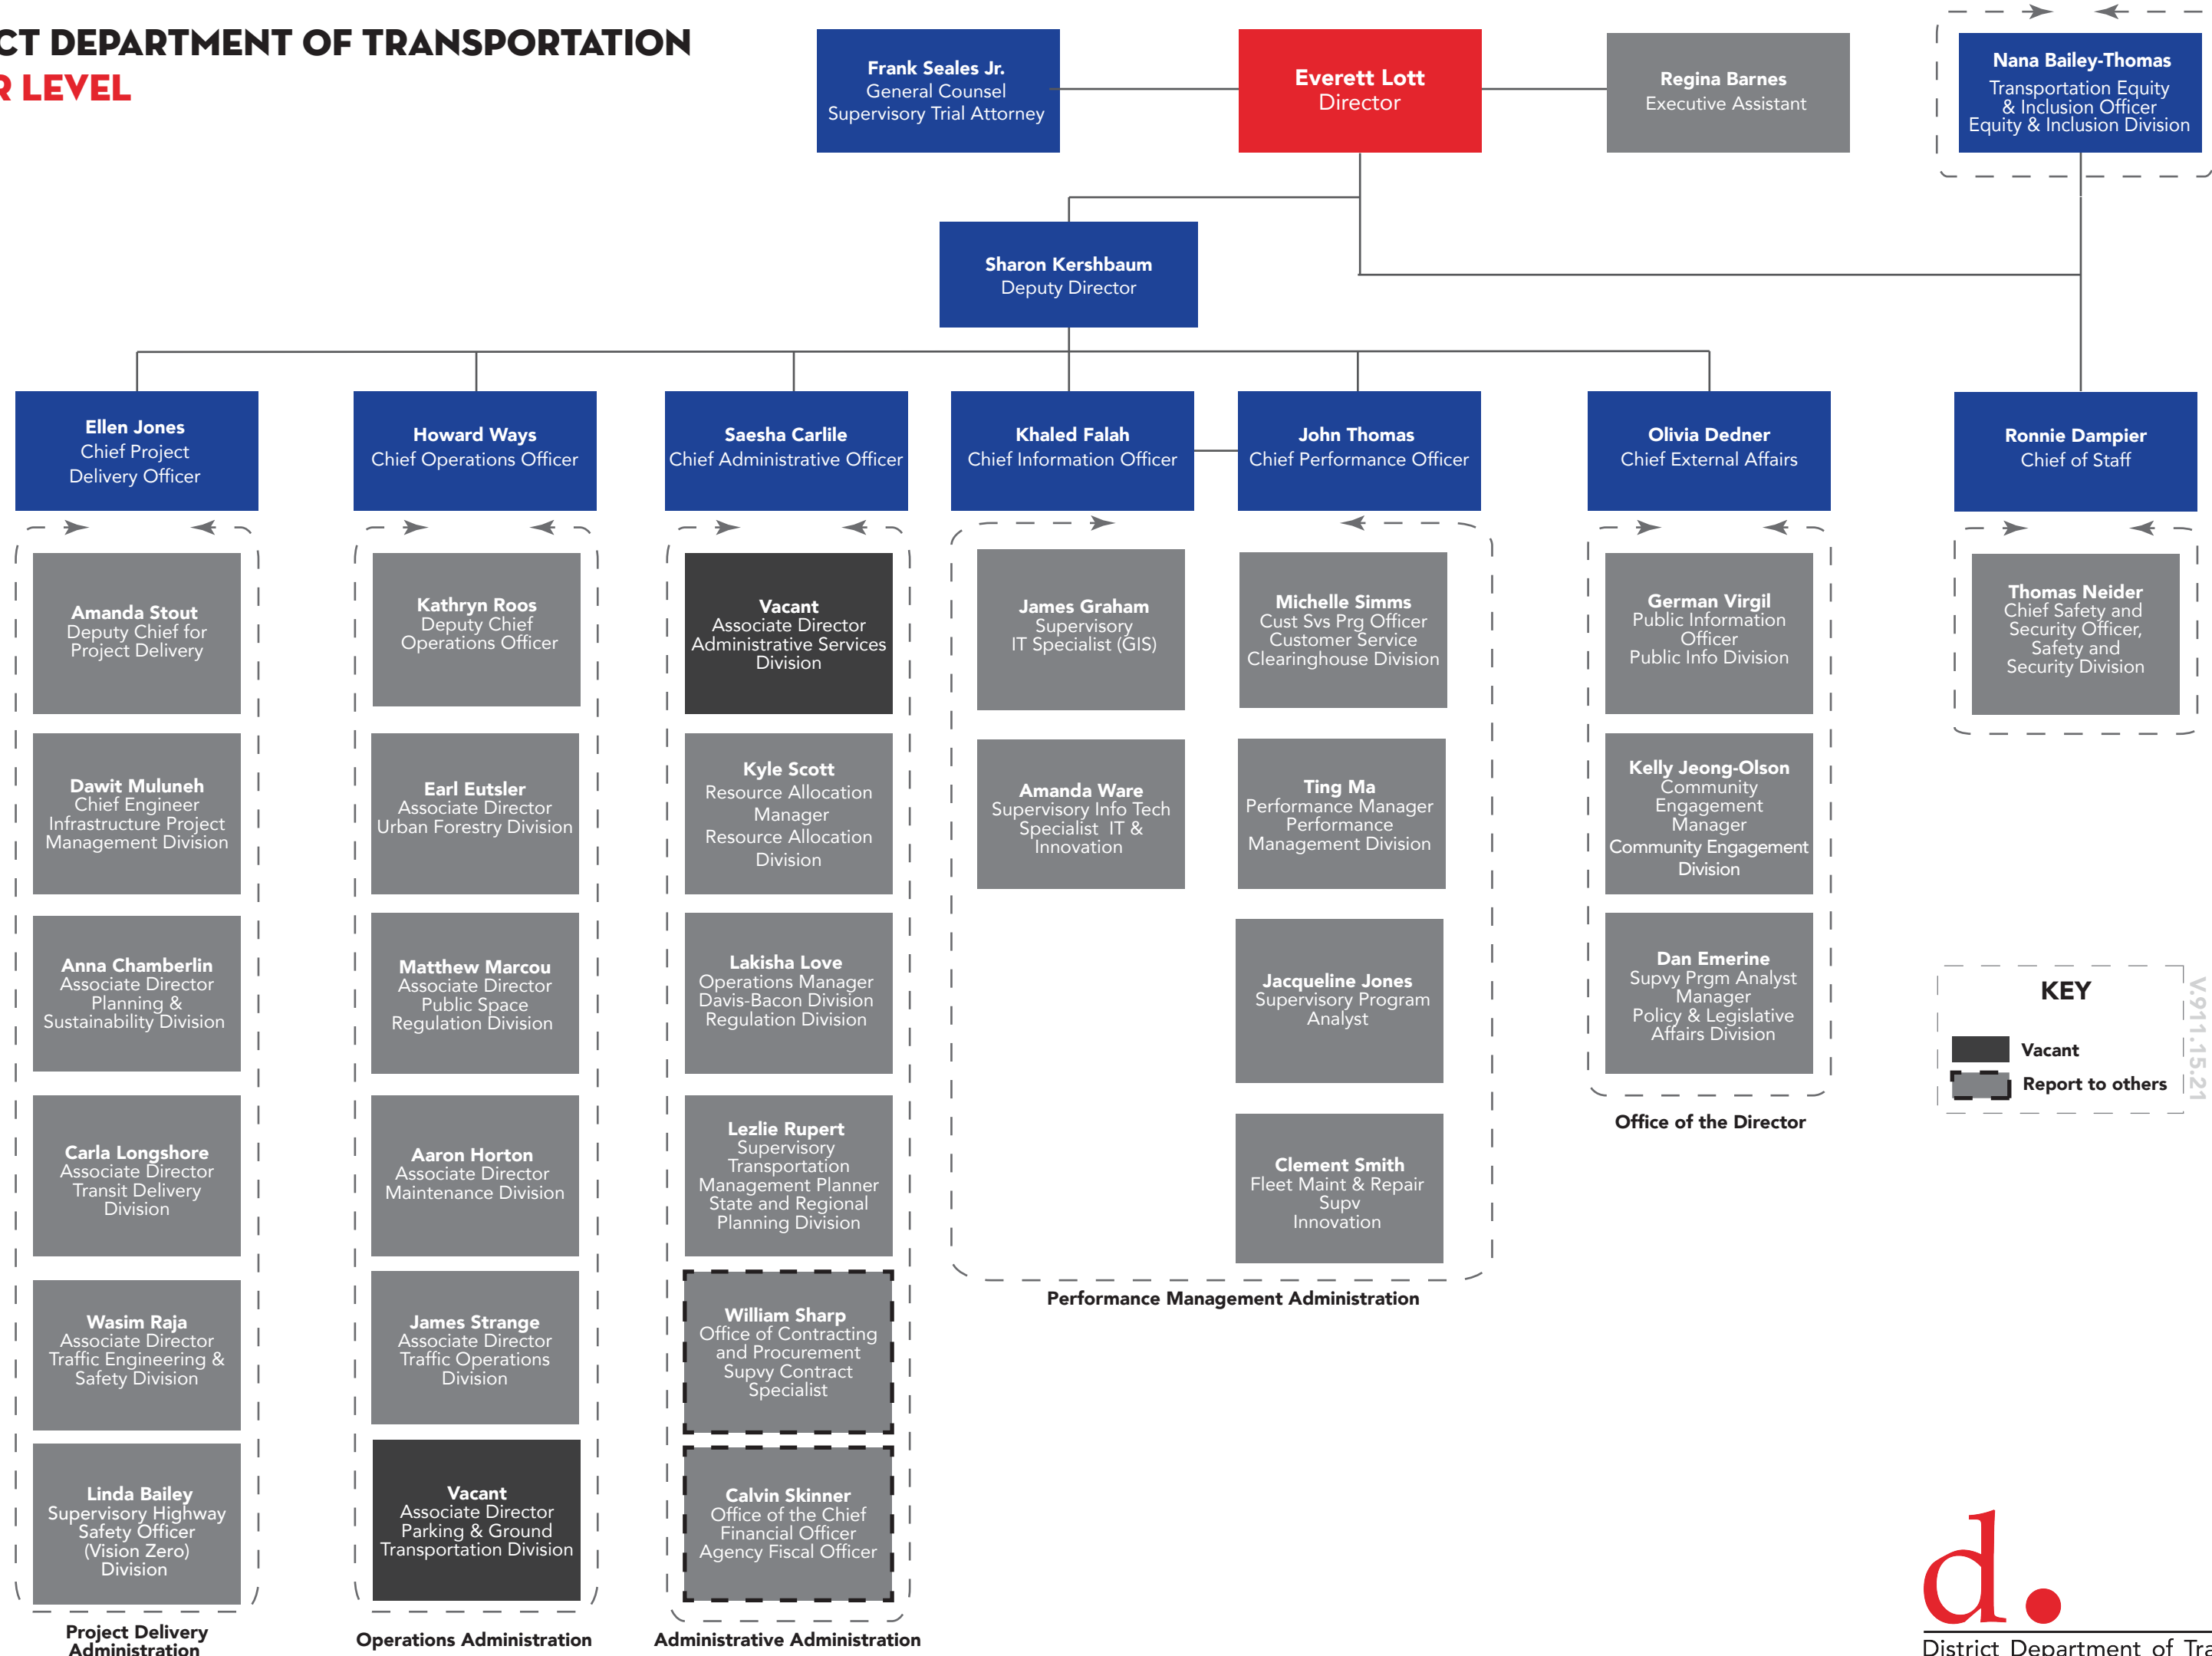 CT DEPARTMENT OF TRANSPORTATION
R LEVEL
Frank Seales Jr.
General Counsel
Supervisory Trial Attorney
Everett Lott
Director
Regina Barnes
Executive Assistant
Nana Bailey-Thomas
Transportation Equity
& Inclusion Officer
Equity & Inclusion Division
Sharon Kershbaum
Deputy Director
Ellen Jones
Chief Project
Delivery Officer
Howard Ways
Chief Operations Officer
Saesha Carlile
Chief Administrative Officer
Khaled Falah
Chief Information Officer
John Thomas
Chief Performance Officer
Olivia Dedner
Chief External Affairs
Ronnie Dampier
Chief of Staff
Amanda Stout
Deputy Chief for
Project Delivery
Dawit Muluneh
Chief Engineer
Infrastructure Project
Management Division
Anna Chamberlin
Associate Director
Planning &
Sustainability Division
Carla Longshore
Associate Director
Transit Delivery
Division
Wasim Raja
Associate Director
Traffic Engineering &
Safety Division
Linda Bailey
Supervisory Highway
Safety Officer
(Vision Zero)
Division
Project Delivery
Administration
Kathryn Roos
Deputy Chief
Operations Officer
Earl Eutsler
Associate Director
Urban Forestry Division
Matthew Marcou
Associate Director
Public Space
Regulation Division
Aaron Horton
Associate Director
Maintenance Division
James Strange
Associate Director
Traffic Operations
Division
Vacant
Associate Director
Parking & Ground
Transportation Division
Operations Administration
Vacant
Associate Director
Administrative Services
Division
Kyle Scott
Resource Allocation
Manager
Resource Allocation
Division
Lakisha Love
Operations Manager
Davis-Bacon Division
Regulation Division
Lezlie Rupert
Supervisory
Transportation
Management Planner
State and Regional
Planning Division
William Sharp
Office of Contracting
and Procurement
Supvy Contract
Specialist
Calvin Skinner
Office of the Chief
Financial Officer
Agency Fiscal Officer
Administrative Administration
James Graham
Supervisory
IT Specialist (GIS)
Amanda Ware
Supervisory Info Tech
Specialist IT &
Innovation
Michelle Simms
Cust Svs Prg Officer
Customer Service
Clearinghouse Division
Ting Ma
Performance Manager
Performance
Management Division
Jacqueline Jones
Supervisory Program
Analyst
Clement Smith
Fleet Maint & Repair
Supv
Innovation
Performance Management Administration
German Virgil
Public Information
Officer
Public Info Division
Kelly Jeong-Olson
Community
Engagement
Manager
Community Engagement
Division
Dan Emerine
Supvy Prgm Analyst
Manager
Policy & Legislative
Affairs Division
Office of the Director
Thomas Neider
Chief Safety and
Security Officer,
Safety and
Security Division
KEY
Vacant
Report to others
V.911.15.21
d.
District Department of Tra